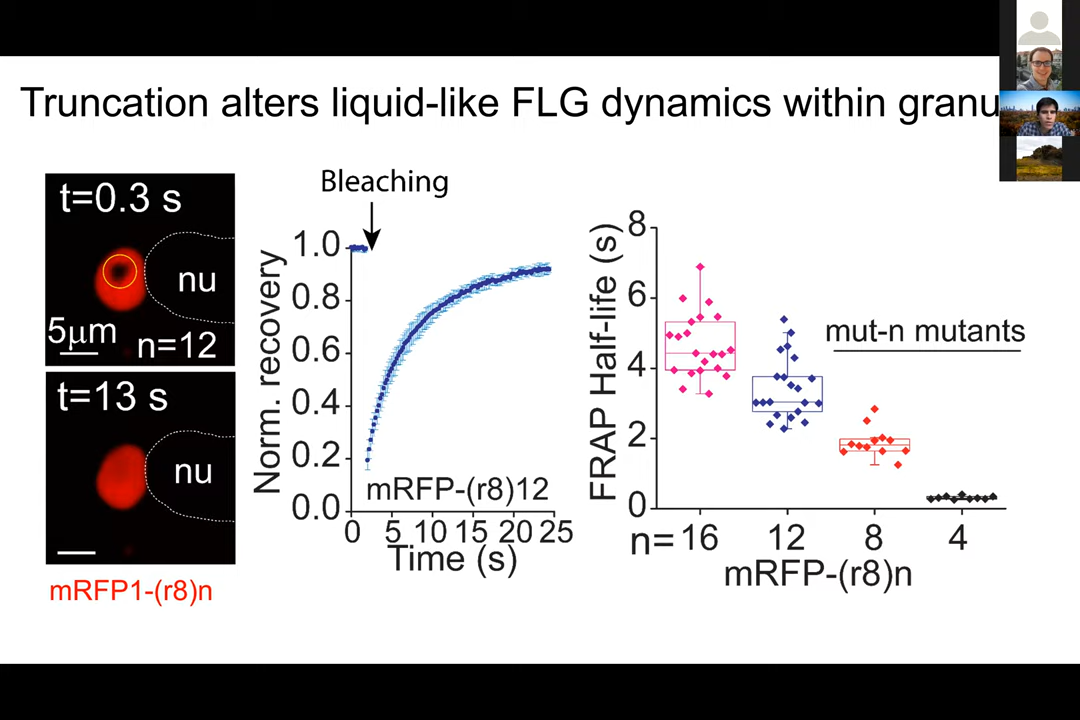 Truncation alters liquid-like FLG dynamics within granu
t=0.3 s
nu
5μm
n=12
t=13 s
nu
mRFP1-(r8)n
Bleaching
Norm. recovery
1.0
0.8
0.6
0.4
0.2
0.0
mRFP-(r8)12
0 5 10 15 20 25
Time (s)
FRAP Half-life (s)
8
6
4
2
0
mut-n mutants
n= 16 12 8 4
mRFP-(r8)n